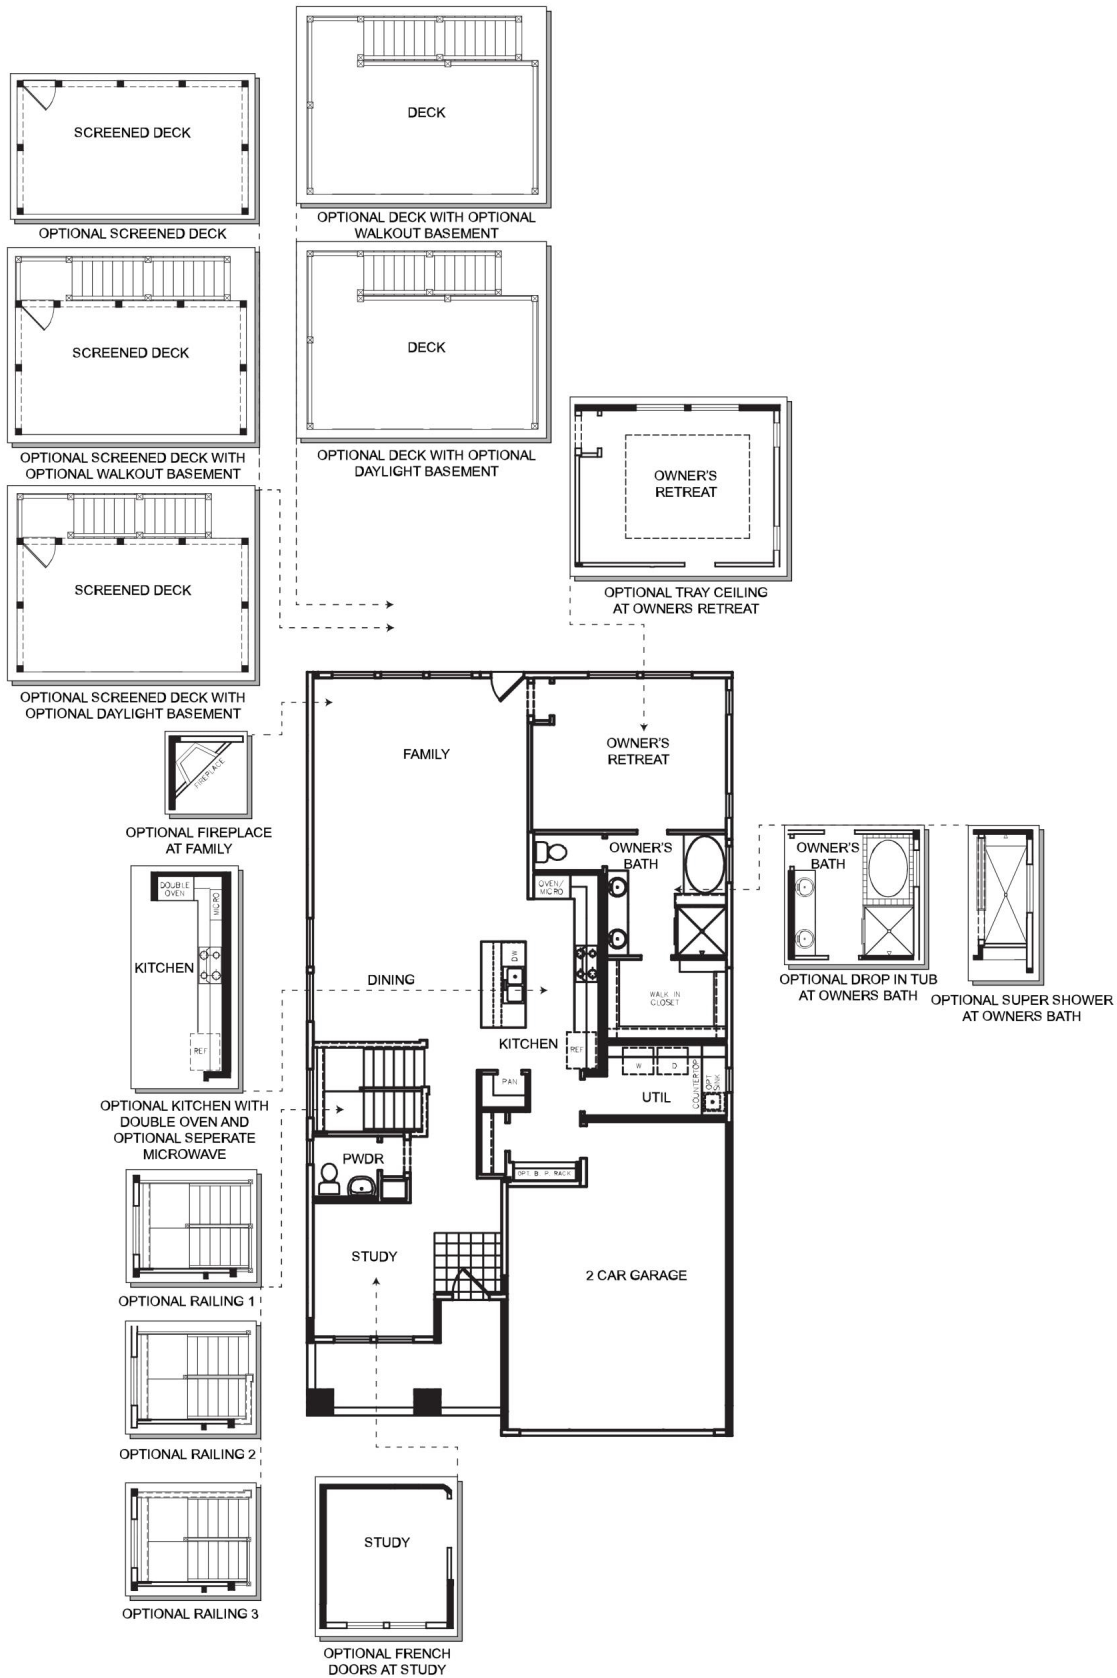 DECK
OPTIONAL DECK WITH OPTIONAL
WALKOUT BASEMENT
SCREENED DECK
OPTIONAL SCREENED DECK
SCREENED DECK
OPTIONAL SCREENED DECK WITH
OPTIONAL WALKOUT BASEMENT
DECK
OPTIONAL DECK WITH OPTIONAL
DAYLIGHT BASEMENT
OWNER'S
RETREAT
OPTIONAL TRAY CEILING
AT OWNERS RETREAT
SCREENED DECK
OPTIONAL SCREENED DECK WITH
OPTIONAL DAYLIGHT BASEMENT
FIREPLACE
OPTIONAL FIREPLACE
AT FAMILY
FAMILY
OWNER'S
RETREAT
OWNER'S
BATH
OVEN/
MICRO
DW
DINING
KITCHEN
REF
WALK IN
CLOSET
PAN
W
D
UTIL
COUNTERTOP
OPT
SINK
PWDR
OPT. B. P. RACK
STUDY
2 CAR GARAGE
OWNER'S
BATH
OPTIONAL DROP IN TUB
AT OWNERS BATH
OPTIONAL SUPER SHOWER
AT OWNERS BATH
DOUBLE
OVEN
MICRO
KITCHEN
REF
OPTIONAL KITCHEN WITH
DOUBLE OVEN AND
OPTIONAL SEPERATE
MICROWAVE
OPTIONAL RAILING 1
OPTIONAL RAILING 2
OPTIONAL RAILING 3
STUDY
OPTIONAL FRENCH
DOORS AT STUDY